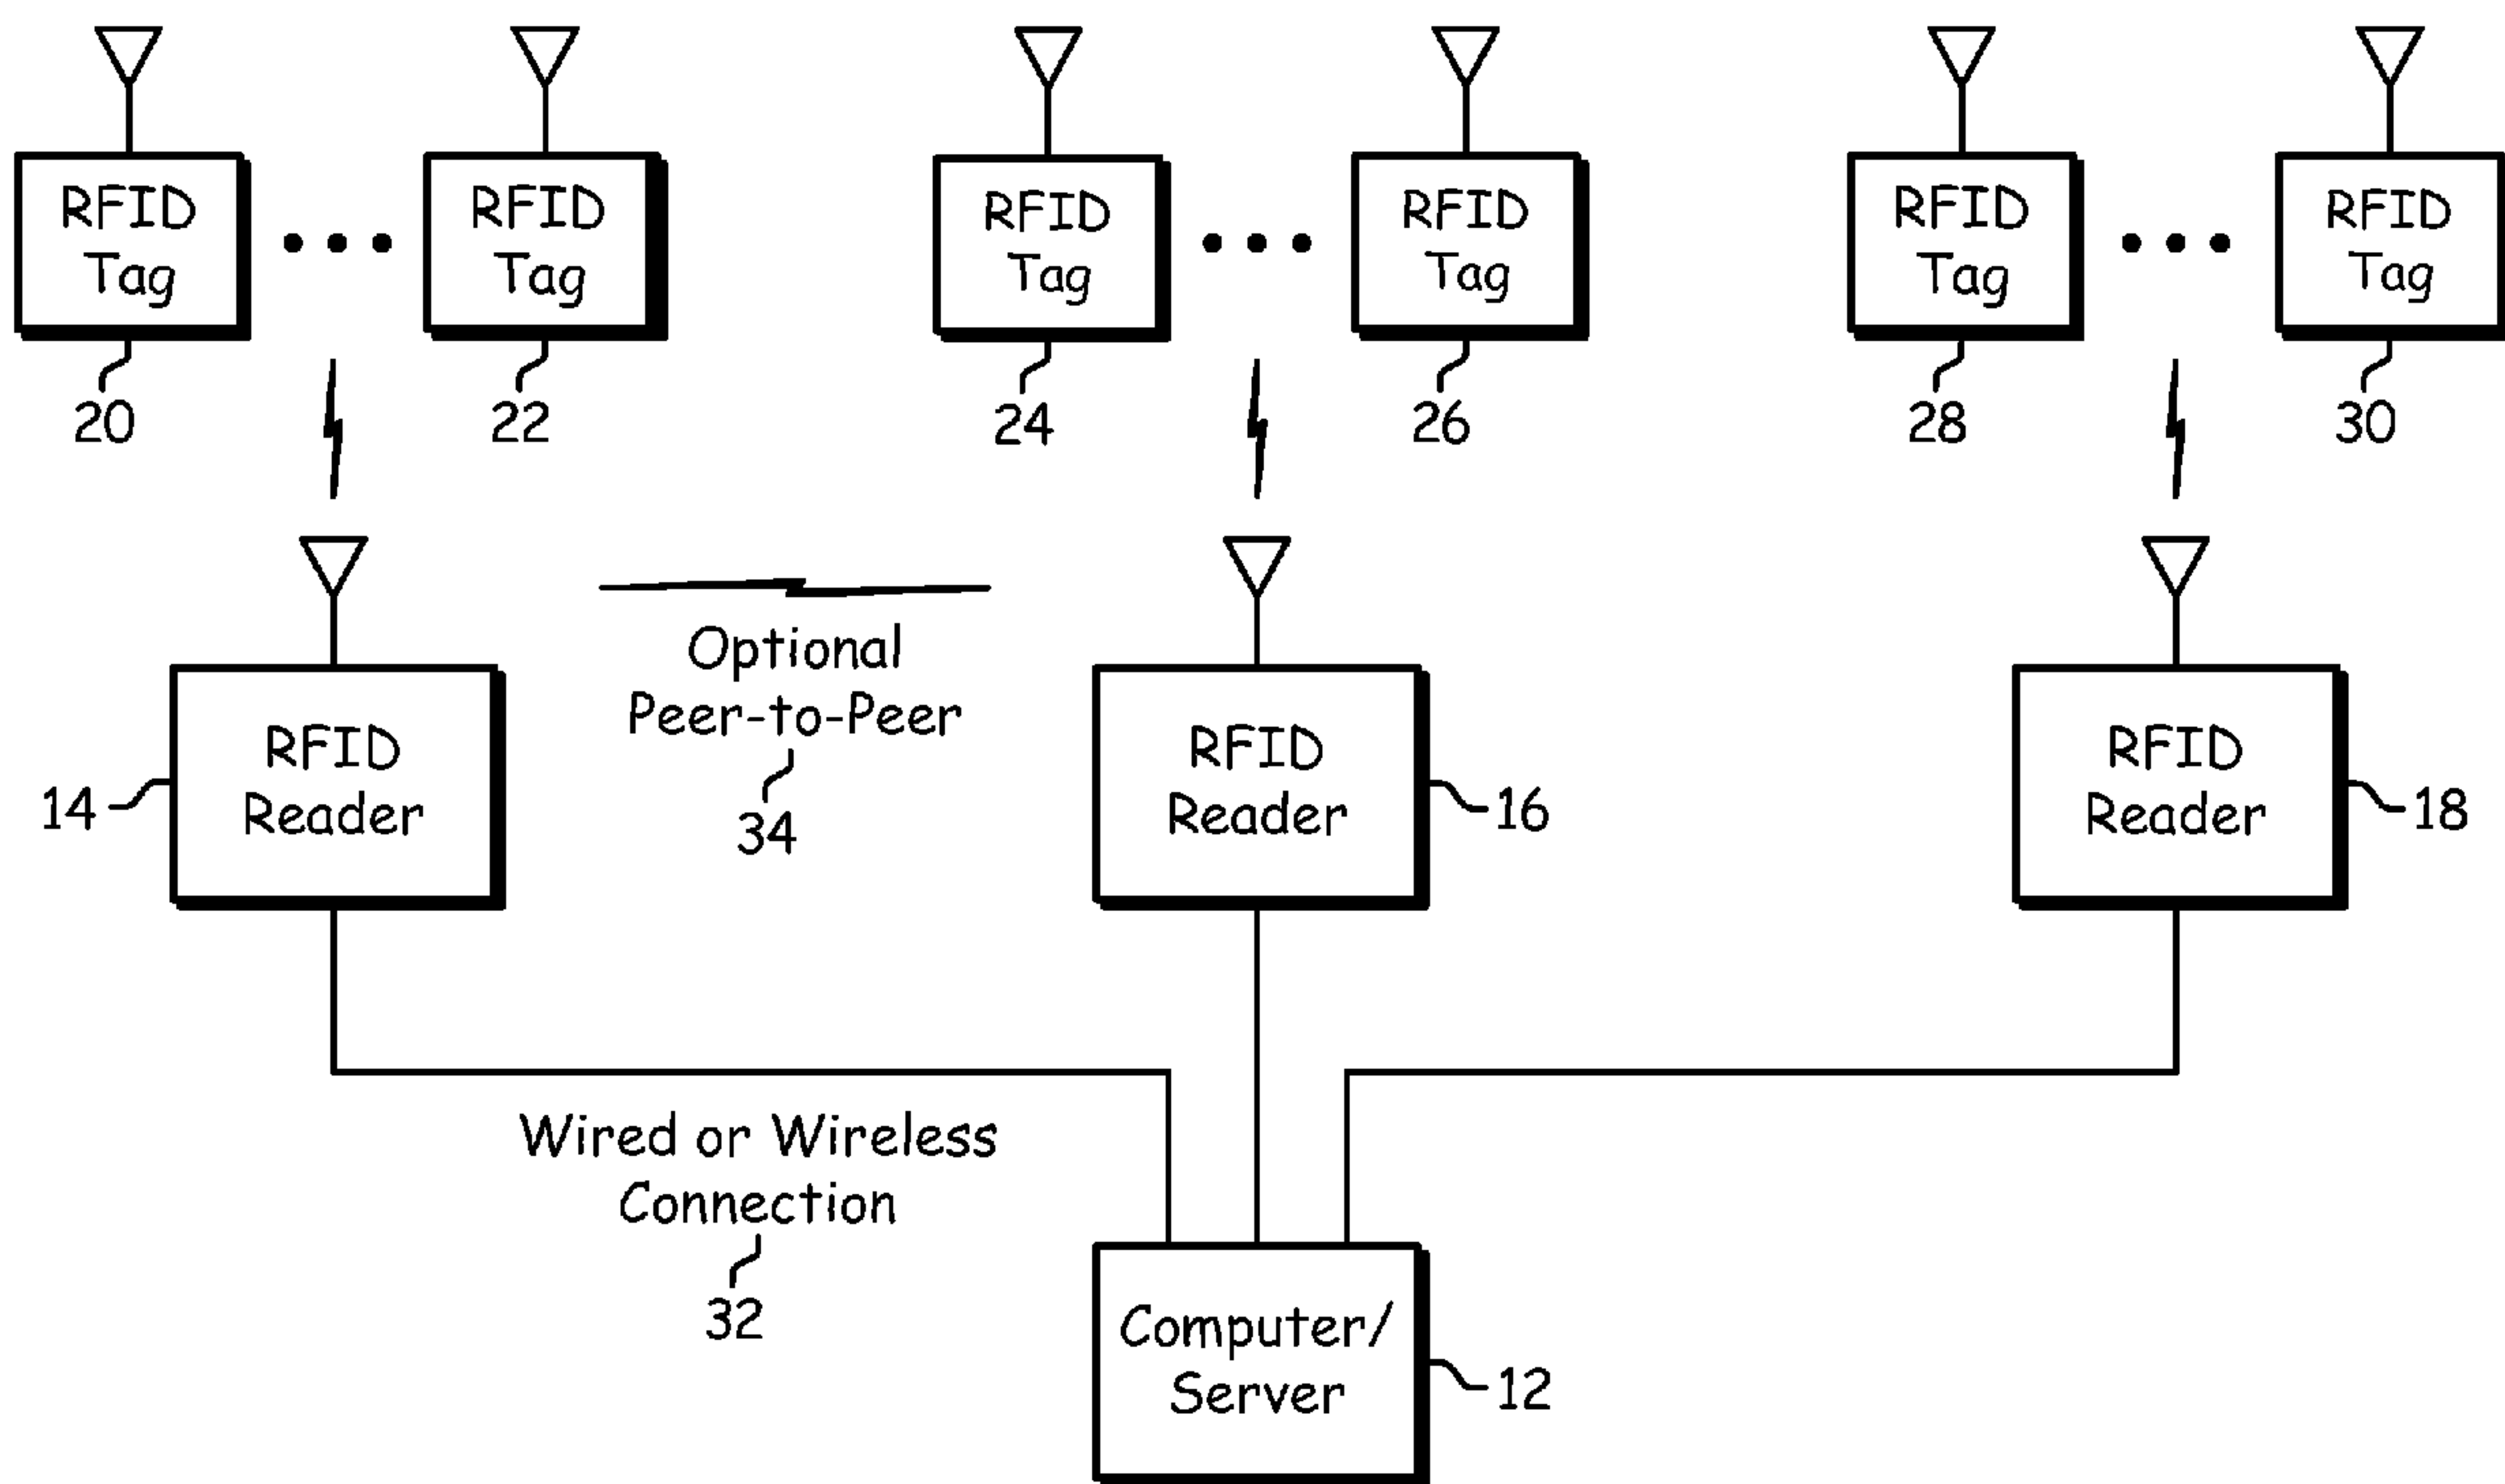 RFID
Tag
RFID
Tag
RFID
Tag
RFID
Tag
RFID
Tag
RFID
Tag
20
22
24
26
28
30
Optional
Peer-to-Peer
34
14
RFID
Reader
RFID
Reader
16
RFID
Reader
18
Wired or Wireless
Connection
32
Computer/
Server
12